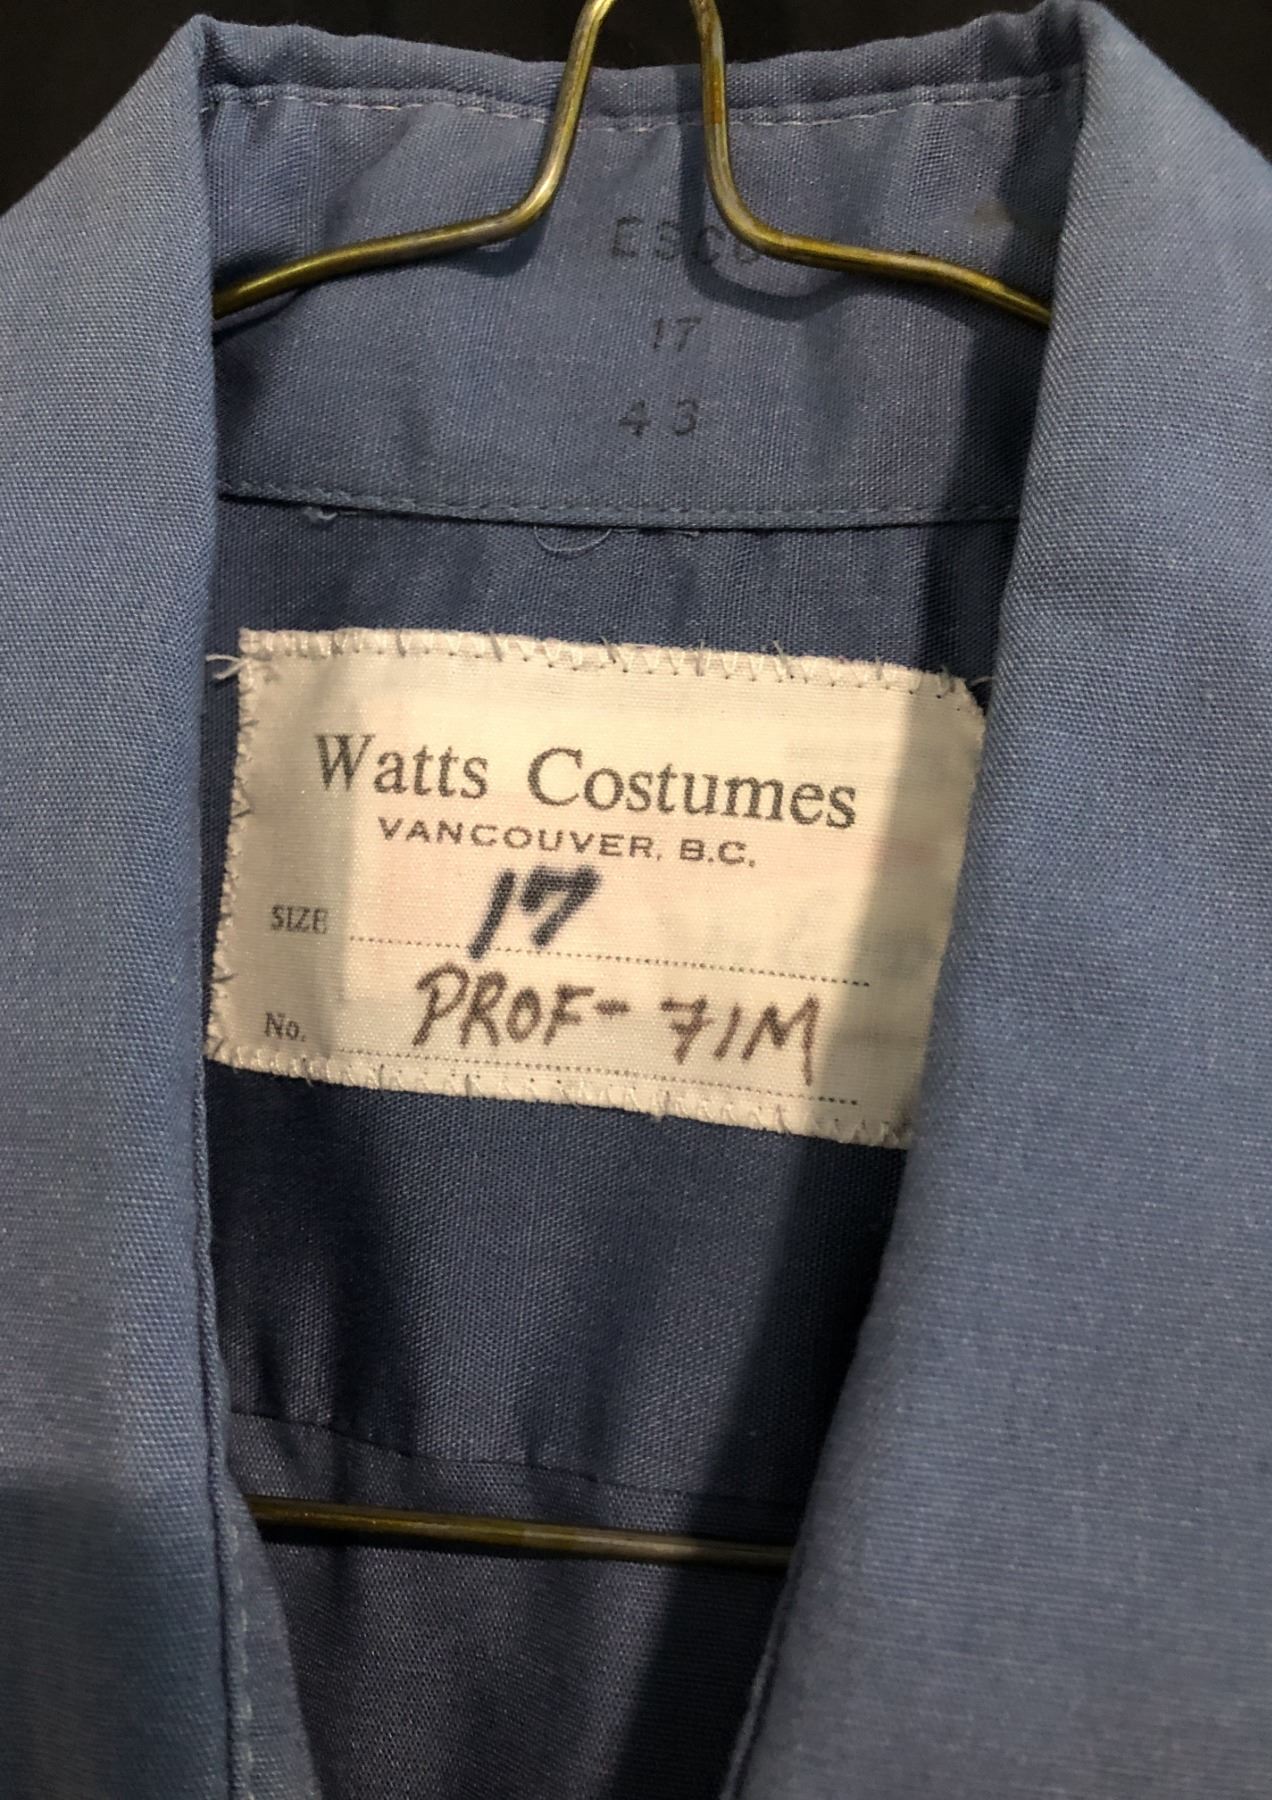 17
43
Watts Costumes
VANCOUVER, B.C.
SIZE 17
No. PROF-71M